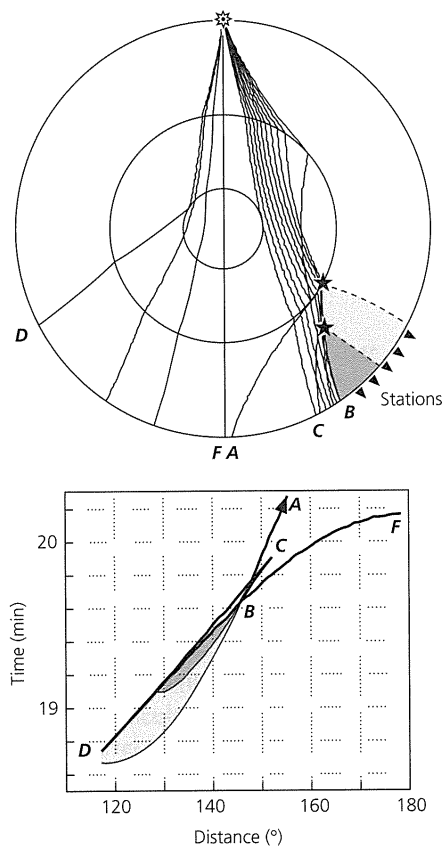 D
Stations
B
C
F A
A
20
F
C
B
Time (min)
19
D
120
140
160
180
Distance (°)